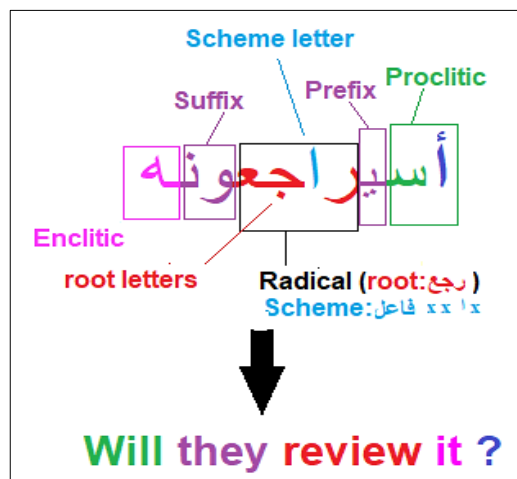 Scheme letter
Proclitic
Prefix
Suffix
أسيراجعونه
Enclitic
root letters
Radical (root:رجع )
Scheme:فاعل x ا x x
Will they review it ?